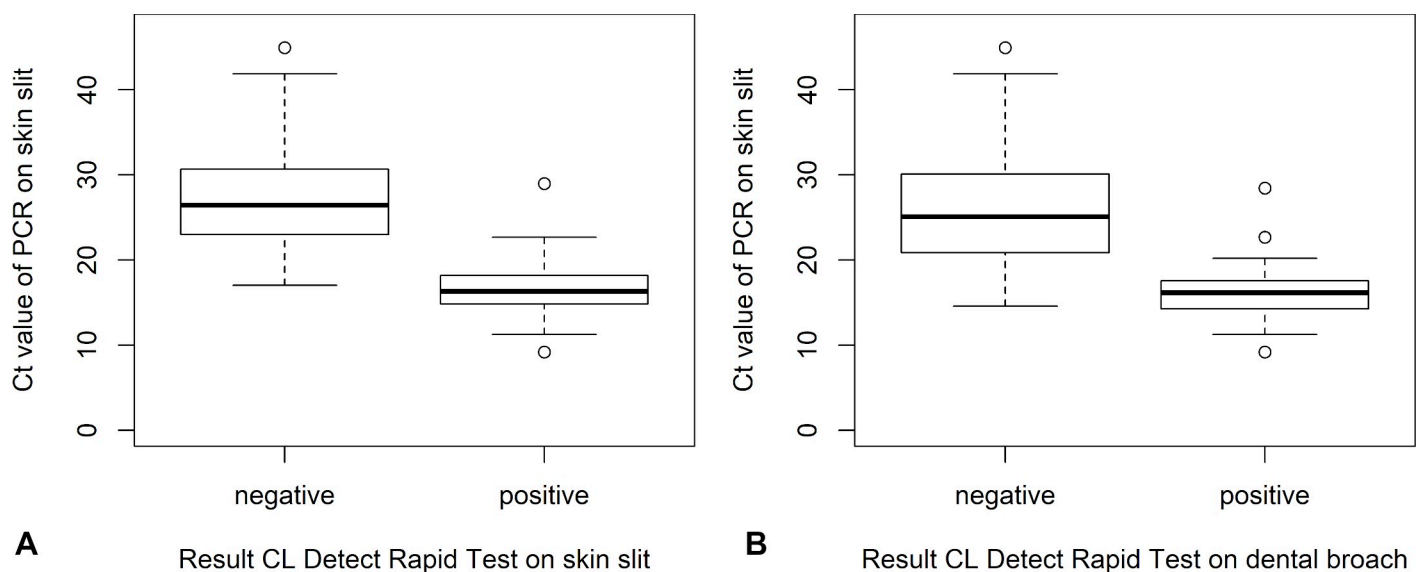 Ct value of PCR on skin slit
40
30
20
10
0
negative positive
A
Result CL Detect Rapid Test on skin slit
Ct value of PCR on skin slit
40
30
20
10
0
negative positive
B
Result CL Detect Rapid Test on dental broach